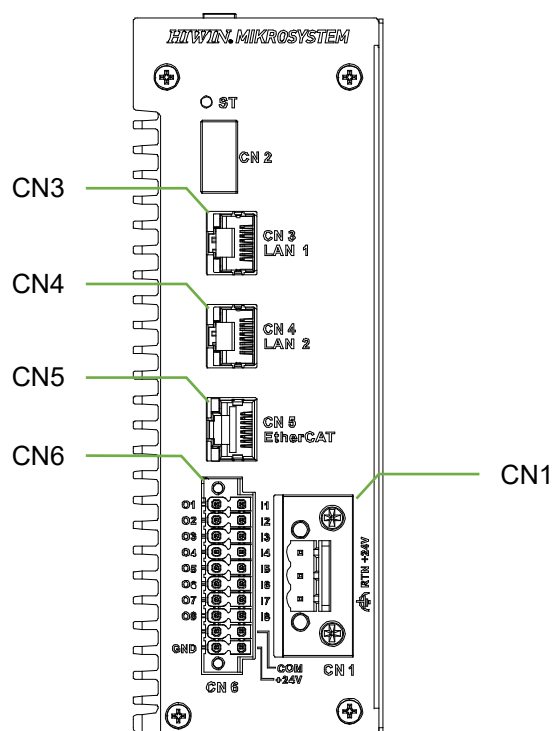 HIWIN. MIKROSYSTEM
ST
CN 2
CN3
CN 3
LAN 1
CN4
CN 4
LAN 2
CN5
CN 5
EtherCAT
CN6
CN1
O1 I1
O2 I2
O3 I3
O4 I4
O5 I5
O6 I6
O7 I7
O8 I8
GND
COM
+24V
RTN +24V
CN 6
CN 1